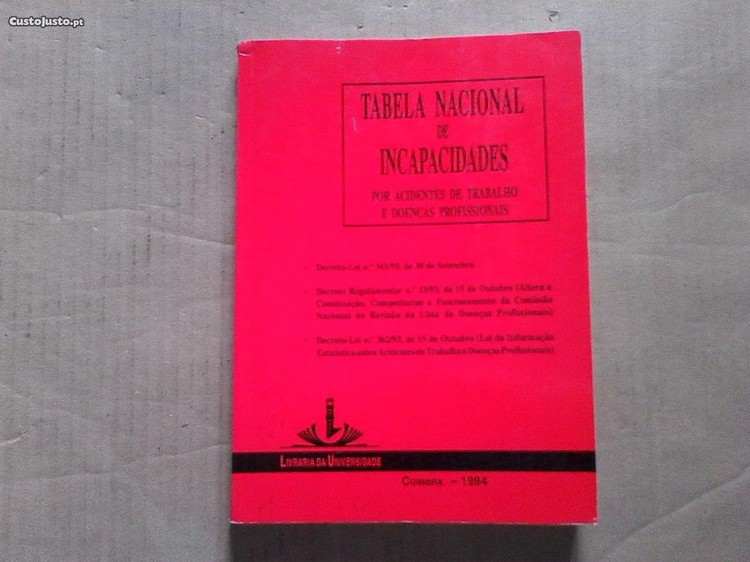 CustoJusto.pt
TABELA NACIONAL
DE
INCAPACIDADES
POR ACIDENTES DE TRABALHO
E DOENÇAS PROFISSIONAIS
- Decreto-Lei n.º 341/93, de 30 de Setembro
- Decreto Regulamentar n.º 33/93, de 15 de Outubro (Altera a
Constituição, Competências e Funcionamento da Comissão
Nacional de Revisão da Lista de Doenças Profissionais)
- Decreto-Lei n.º 362/93, de 15 de Outubro (Lei da Informação
Estatística sobre Acidentes de Trabalho e Doenças Profissionais)
LIVRARIA DA UNIVERSIDADE
COIMBRA - 1994